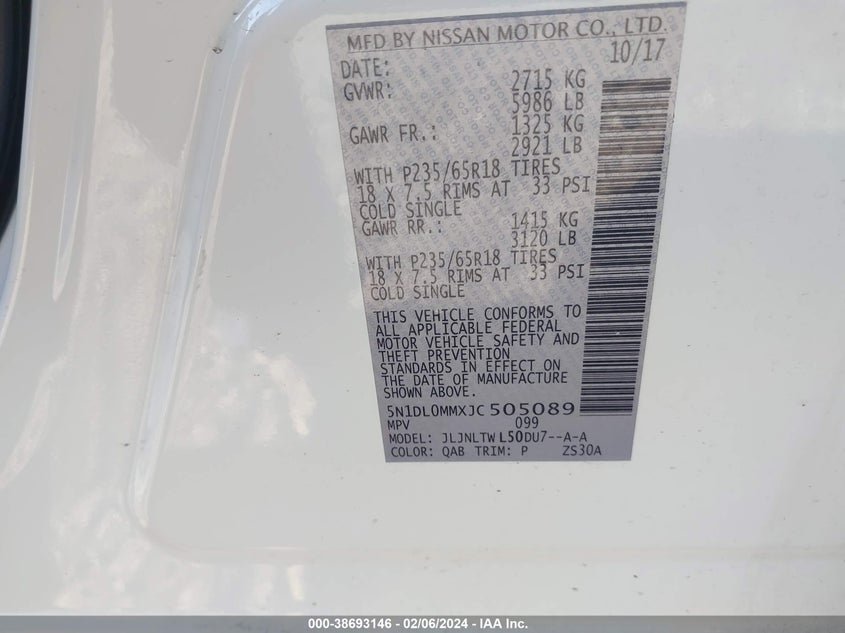 MFD BY NISSAN MOTOR CO., LTD.
DATE: 10/17
GVWR: 2715 KG
5986 LB
GAWR FR.: 1325 KG
2921 LB
WITH P235/65R18 TIRES
18 X 7.5 RIMS AT 33 PSI
COLD SINGLE
GAWR RR.: 1415 KG
3120 LB
WITH P235/65R18 TIRES
18 X 7.5 RIMS AT 33 PSI
COLD SINGLE
THIS VEHICLE CONFORMS TO
ALL APPLICABLE FEDERAL
MOTOR VEHICLE SAFETY AND
THEFT PREVENTION
STANDARDS IN EFFECT ON
THE DATE OF MANUFACTURE
SHOWN ABOVE.
5N1DL0MMXJC505089
MPV 099
MODEL: JLJNLTWL50DU7--A-A
COLOR: QAB TRIM: P ZS30A
000-38693146 - 02/06/2024 - IAA Inc.